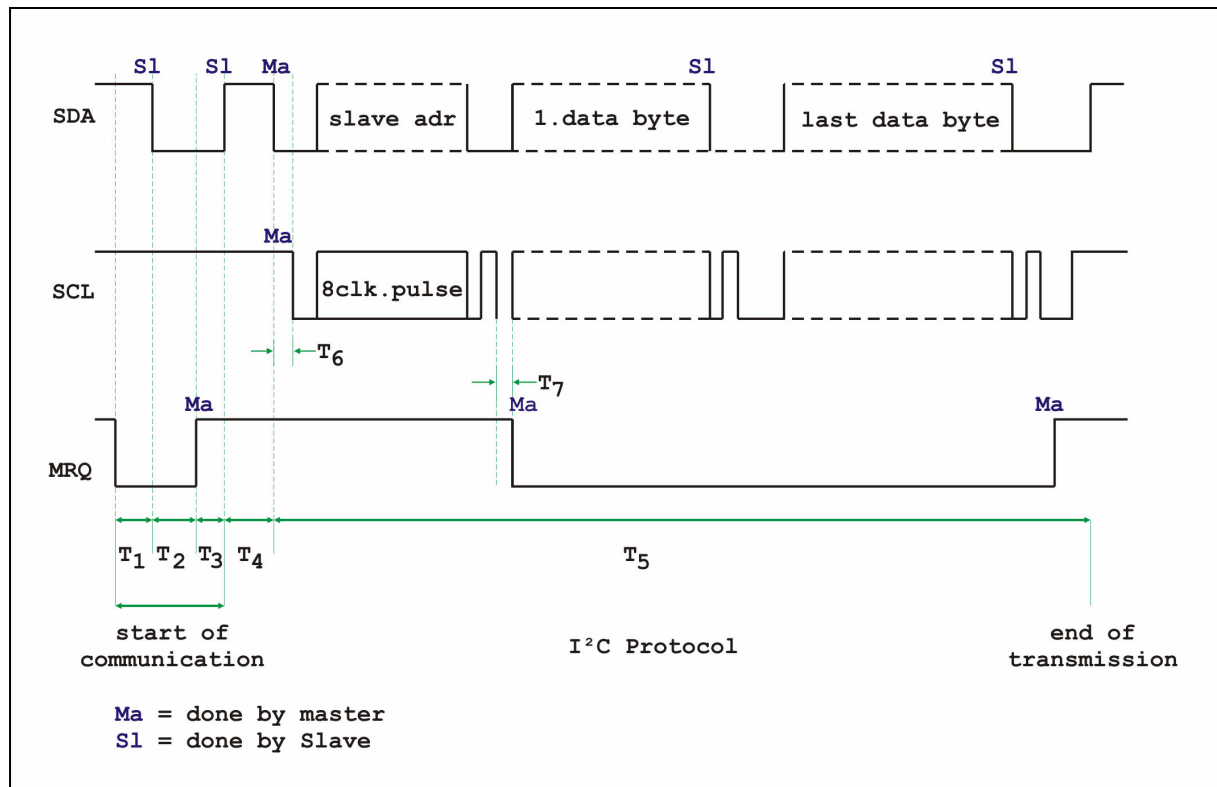 Sl Sl Ma Sl Sl
SDA slave adr 1.data byte last data byte
Ma
SCL 8clk.pulse
T6
T7
Ma Ma Ma
MRQ
T1 T2 T3 T4 T5
start of communication
I²C Protocol
end of transmission
Ma = done by master
Sl = done by Slave